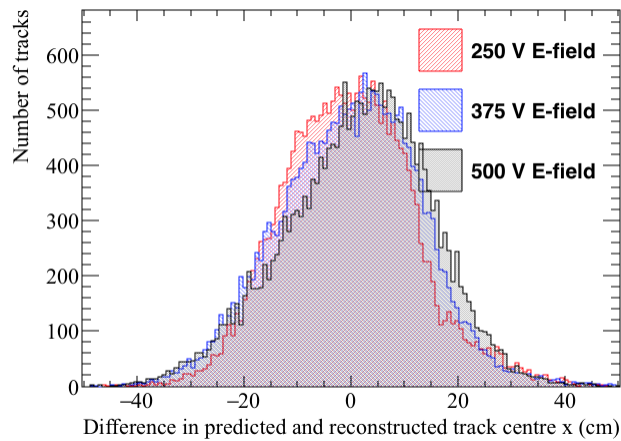 Number of tracks
600
500
400
300
200
100
0
250 V E-field
375 V E-field
500 V E-field
−40 −20 0 20 40
Difference in predicted and reconstructed track centre x (cm)